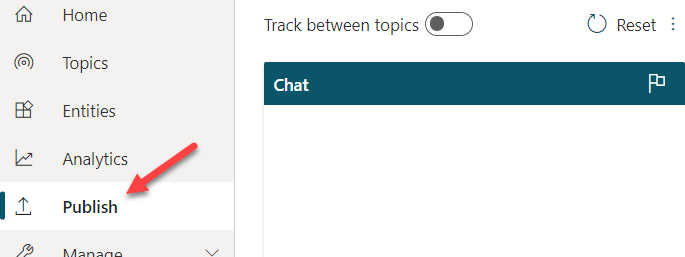 Home
Topics
Entities
Analytics
Publish
Manage
Track between topics
Reset
Chat